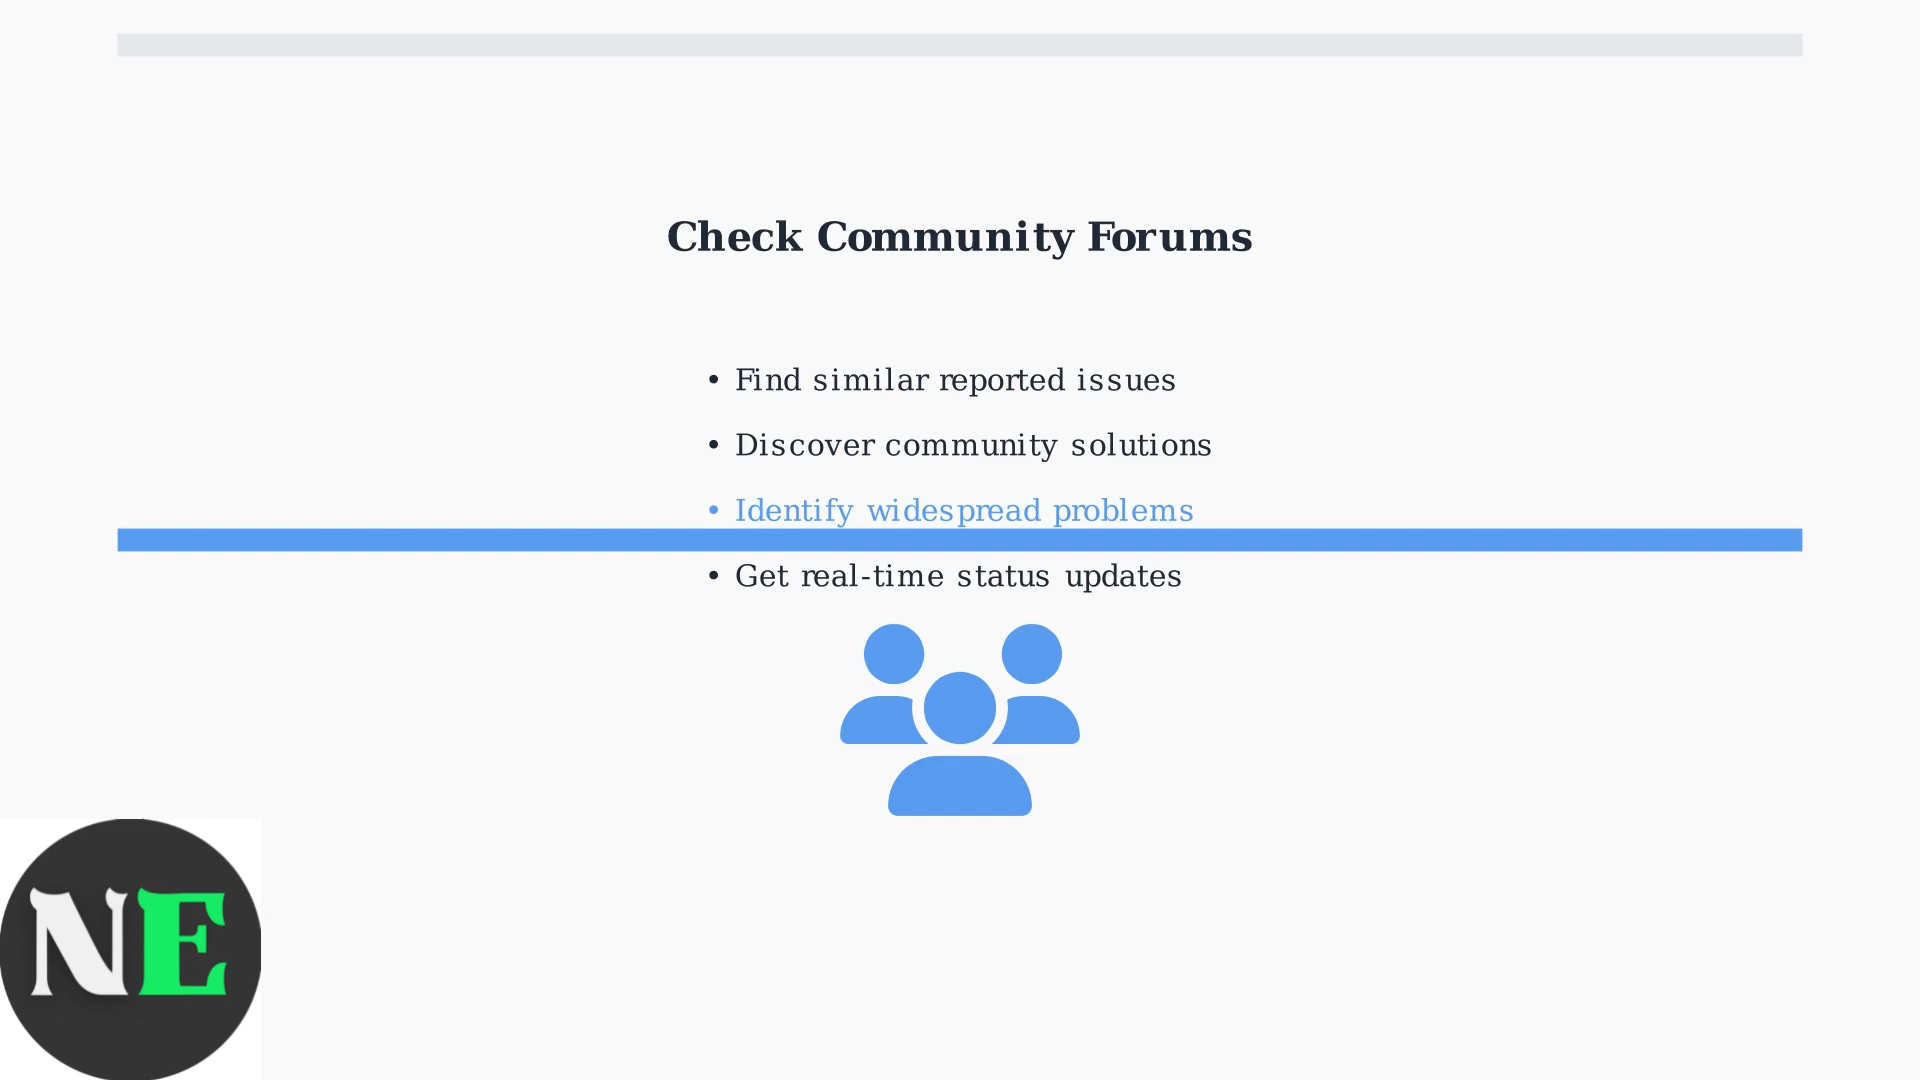 Check Community Forums
• Find similar reported issues
• Discover community solutions
• Identify widespread problems
• Get real-time status updates
NE